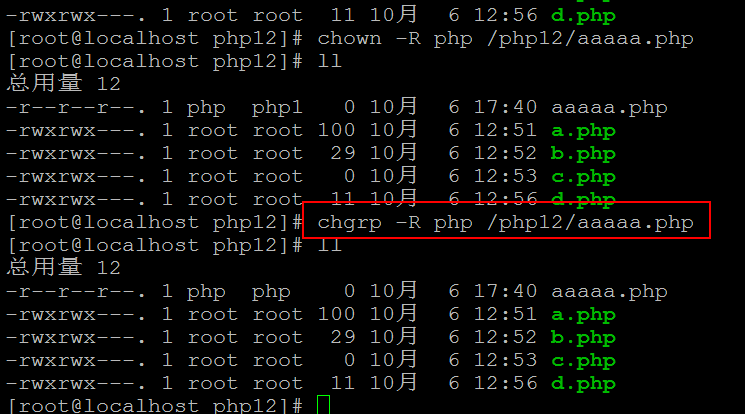 -rwxrwx---. 1 root root  11 10月   6 12:56 d.php
[root@localhost php12]# chown -R php /php12/aaaaa.php
[root@localhost php12]# ll
总用量 12
-r--r--r--. 1 php  php1   0 10月   6 17:40 aaaaa.php
-rwxrwx---. 1 root root 100 10月   6 12:51 a.php
-rwxrwx---. 1 root root  29 10月   6 12:52 b.php
-rwxrwx---. 1 root root   0 10月   6 12:53 c.php
-rwxrwx---. 1 root root  11 10月   6 12:56 d.php
[root@localhost php12]# chgrp -R php /php12/aaaaa.php
[root@localhost php12]# ll
总用量 12
-r--r--r--. 1 php  php    0 10月   6 17:40 aaaaa.php
-rwxrwx---. 1 root root 100 10月   6 12:51 a.php
-rwxrwx---. 1 root root  29 10月   6 12:52 b.php
-rwxrwx---. 1 root root   0 10月   6 12:53 c.php
-rwxrwx---. 1 root root  11 10月   6 12:56 d.php
[root@localhost php12]#